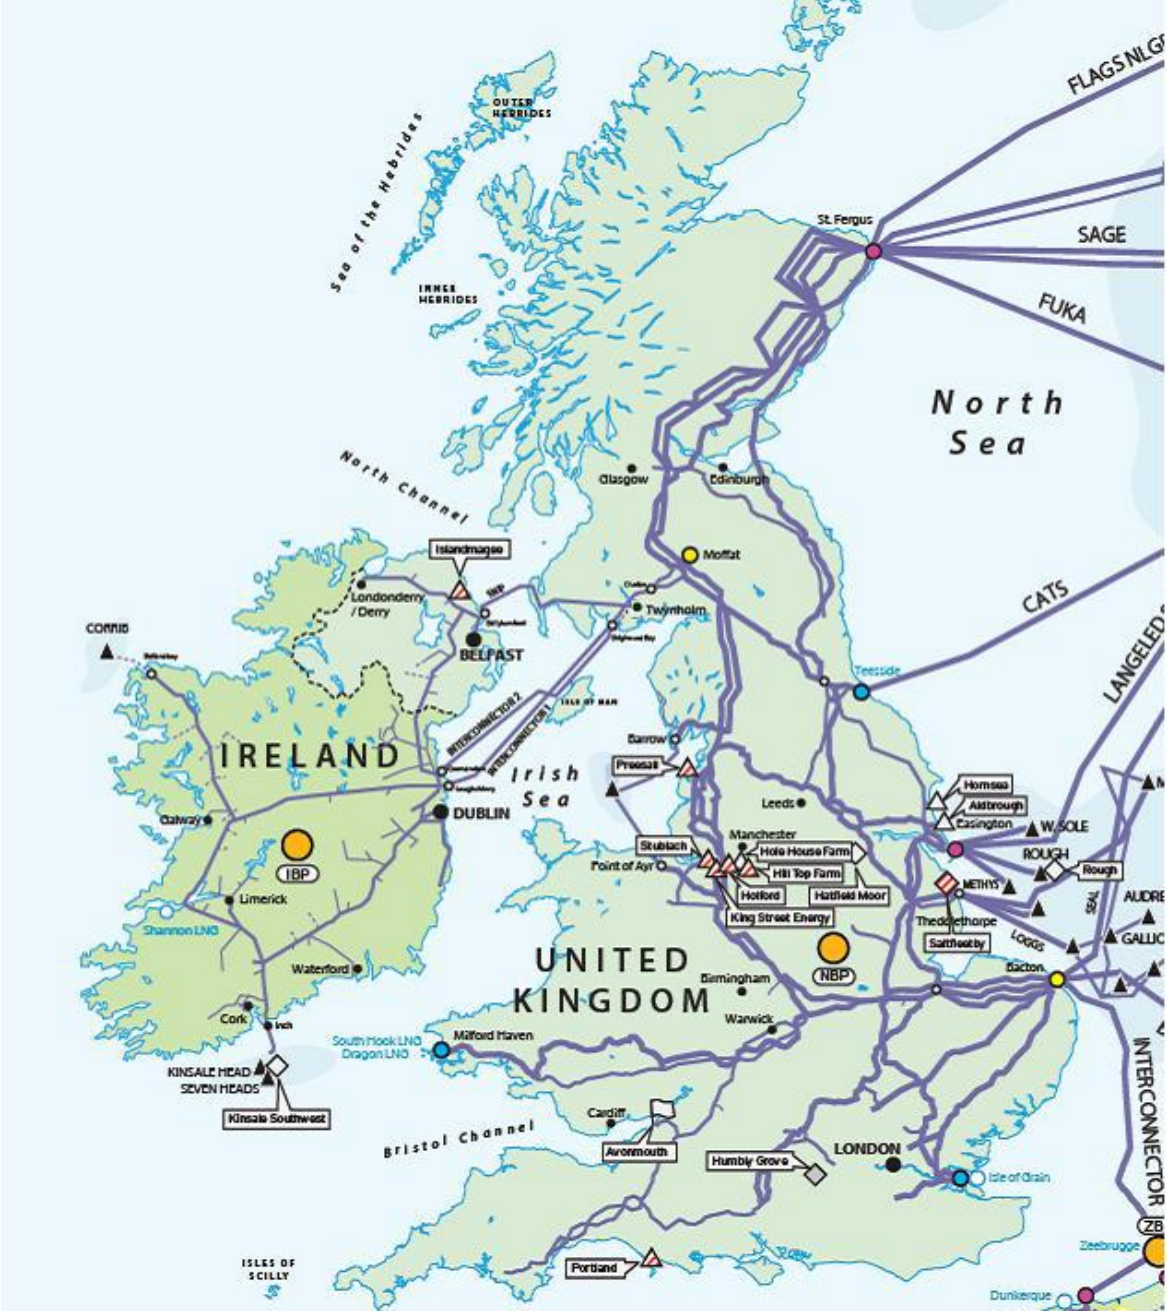 OUTER
HEBRIDES
FLAGS NLG
Sea of the Hebrides
St. Fergus
SAGE
INNER
HEBRIDES
FUKA
North
Sea
North Channel
Glasgow
Edinburgh
Islandmagee
Moffat
SNIP
Londonderry
/ Derry
Twynholm
CATS
CORRIB
BELFAST
Teesside
LANGELED
ISLE OF MAN
INTERCONNECTOR 2
INTERCONNECTOR 1
Barrow
IRELAND
Preesall
Irish
Sea
Hornsea
Leeds
Aldbrough
Galway
DUBLIN
Easington
W. SOLE
Manchester
Stublach
Hole House Farm
ROUGH
Rough
Point of Ayr
Hill Top Farm
IBP
Holford
Hatfield Moor
METHYS
SEAL
AUDRE
Limerick
King Street Energy
Theddlethorpe
Shannon LNG
Saltfleetby
LOGGS
GALLIC
UNITED
KINGDOM
Waterford
NBP
Bacton
Birmingham
Cork
Inch
Warwick
South Hook LNG
Dragon LNG
Milford Haven
KINSALE HEAD
SEVEN HEADS
INTERCONNECTOR
Kinsale Southwest
Cardiff
Bristol Channel
Avonmouth
Humbly Grove
LONDON
Isle of Grain
ZB
Zeebrugge
ISLES OF
SCILLY
Portland
Dunkerque